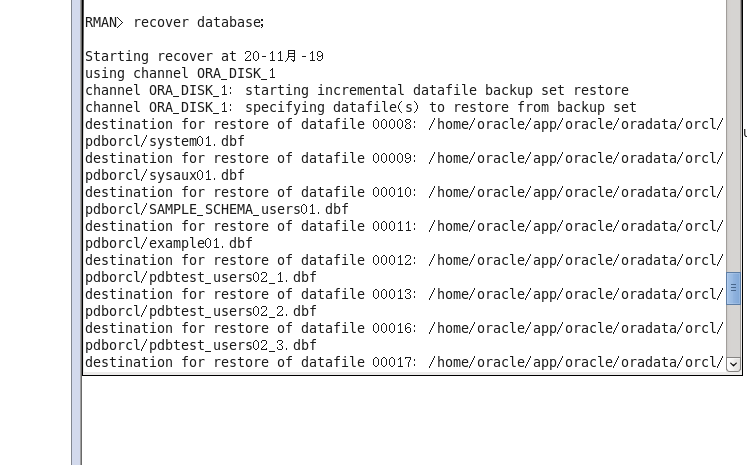 RMAN> recover database;
Starting recover at 20-11月-19
using channel ORA_DISK_1
channel ORA_DISK_1: starting incremental datafile backup set restore
channel ORA_DISK_1: specifying datafile(s) to restore from backup set
destination for restore of datafile 00008: /home/oracle/app/oracle/oradata/orcl/
pdborcl/system01.dbf
destination for restore of datafile 00009: /home/oracle/app/oracle/oradata/orcl/
pdborcl/sysaux01.dbf
destination for restore of datafile 00010: /home/oracle/app/oracle/oradata/orcl/
pdborcl/SAMPLE_SCHEMA_users01.dbf
destination for restore of datafile 00011: /home/oracle/app/oracle/oradata/orcl/
pdborcl/example01.dbf
destination for restore of datafile 00012: /home/oracle/app/oracle/oradata/orcl/
pdborcl/pdbtest_users02_1.dbf
destination for restore of datafile 00013: /home/oracle/app/oracle/oradata/orcl/
pdborcl/pdbtest_users02_2.dbf
destination for restore of datafile 00016: /home/oracle/app/oracle/oradata/orcl/
pdborcl/pdbtest_users02_3.dbf
destination for restore of datafile 00017: /home/oracle/app/oracle/oradata/orcl/